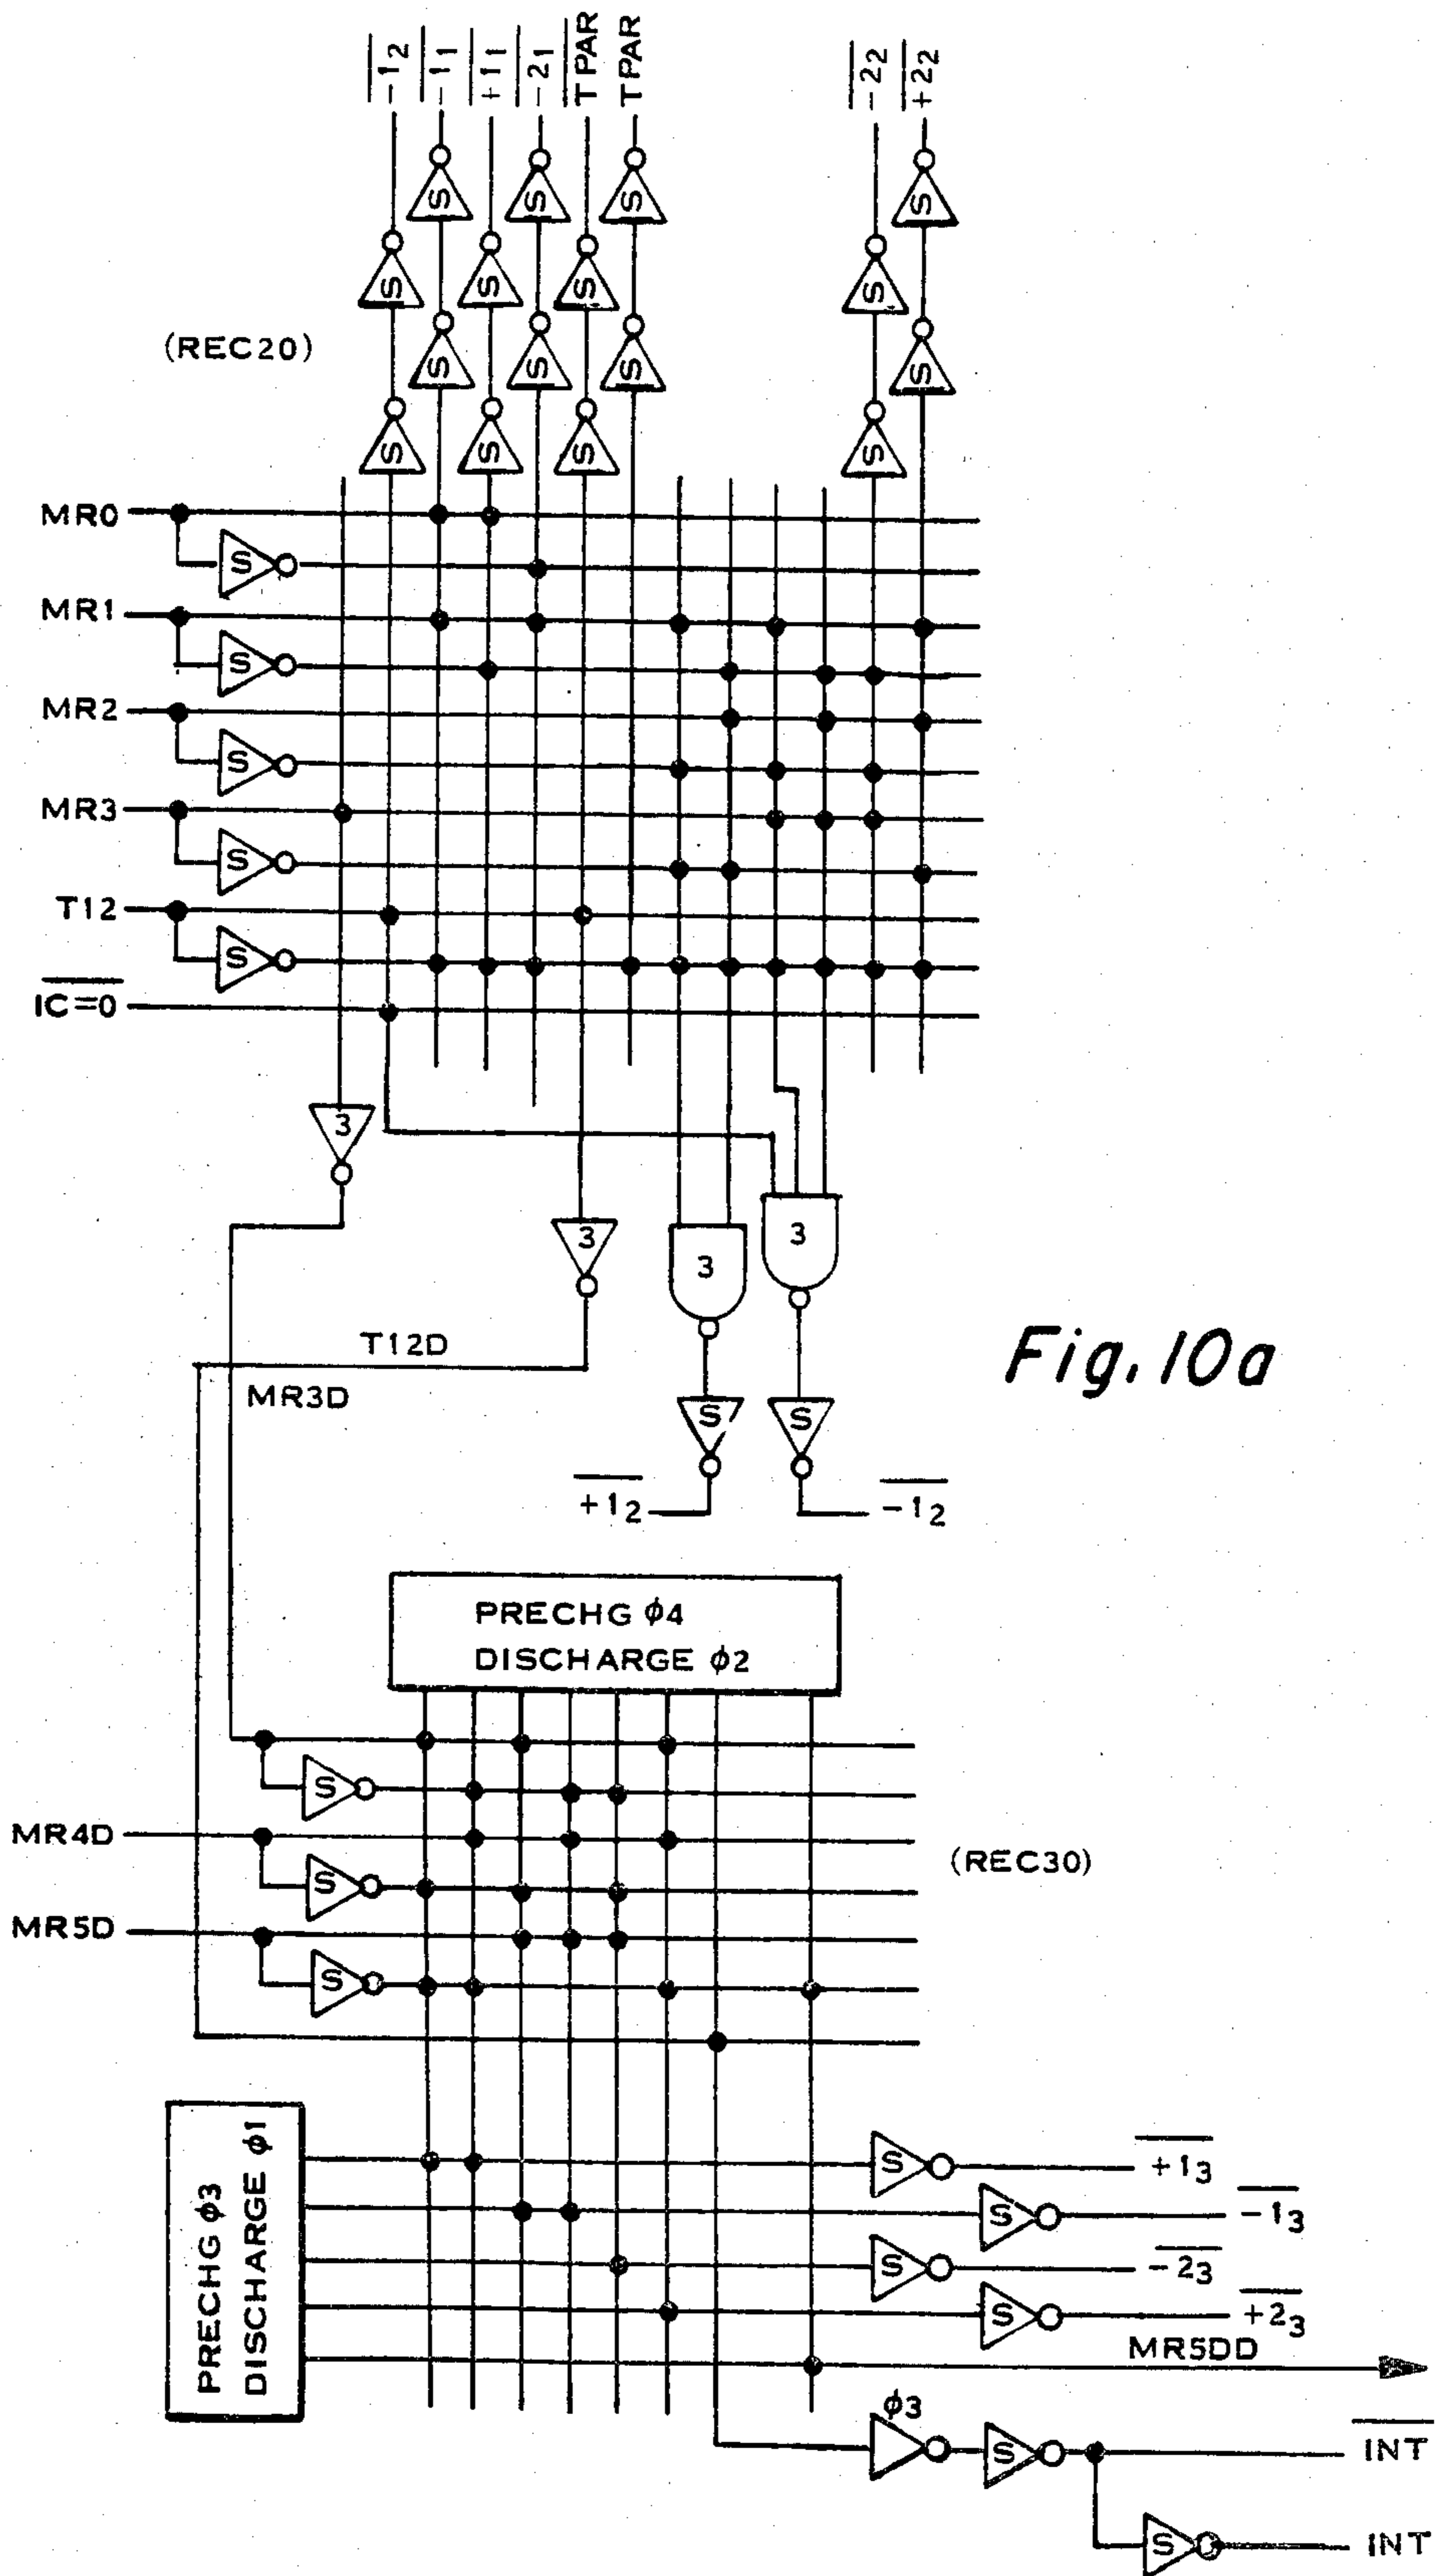 -1₂ -1₁ +1₁ -2₁ TPAR TPAR -2₂ +2₂
S S S
S S S S S
(REC20)
S S S S
S S S S
MR0
S
MR1
S
MR2
S
MR3
S
T12
S
IC=0
3
3 3 3
T12D
MR3D
Fig. 10a
S S
+1₂ -1₂
PRECHG ϕ4
DISCHARGE ϕ2
S
MR4D
(REC30)
S
MR5D
S
PRECHG ϕ3
DISCHARGE ϕ1
S +1₃
S -1₃
S -2₃
S +2₃
MR5DD
ϕ3
S INT
S INT